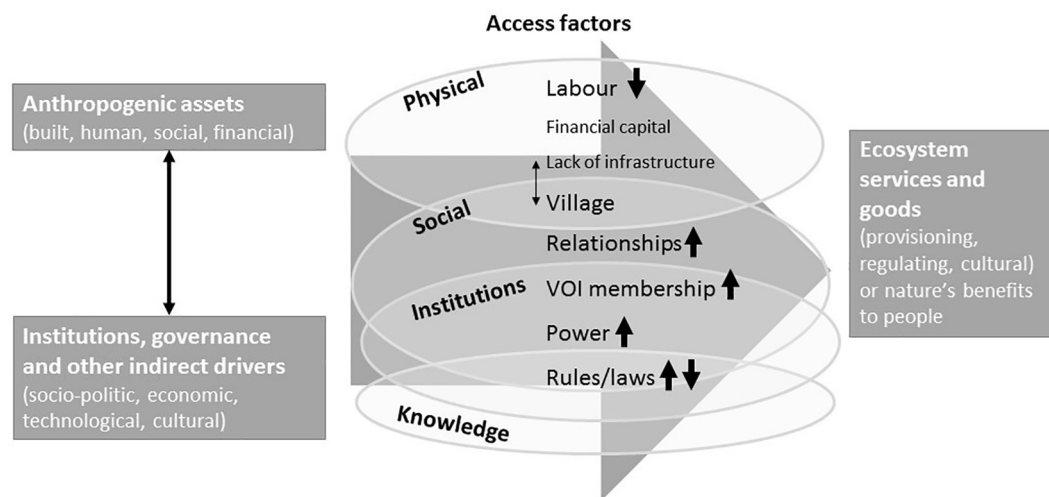 Access factors
Anthropogenic assets
(built, human, social, financial)
Institutions, governance
and other indirect drivers
(socio-politic, economic,
technological, cultural)
Physical
Social
Institutions
Knowledge
Labour
Financial capital
Lack of infrastructure
Village
Relationships
VOI membership
Power
Rules/laws
Ecosystem
services and
goods
(provisioning,
regulating, cultural)
or nature's benefits
to people